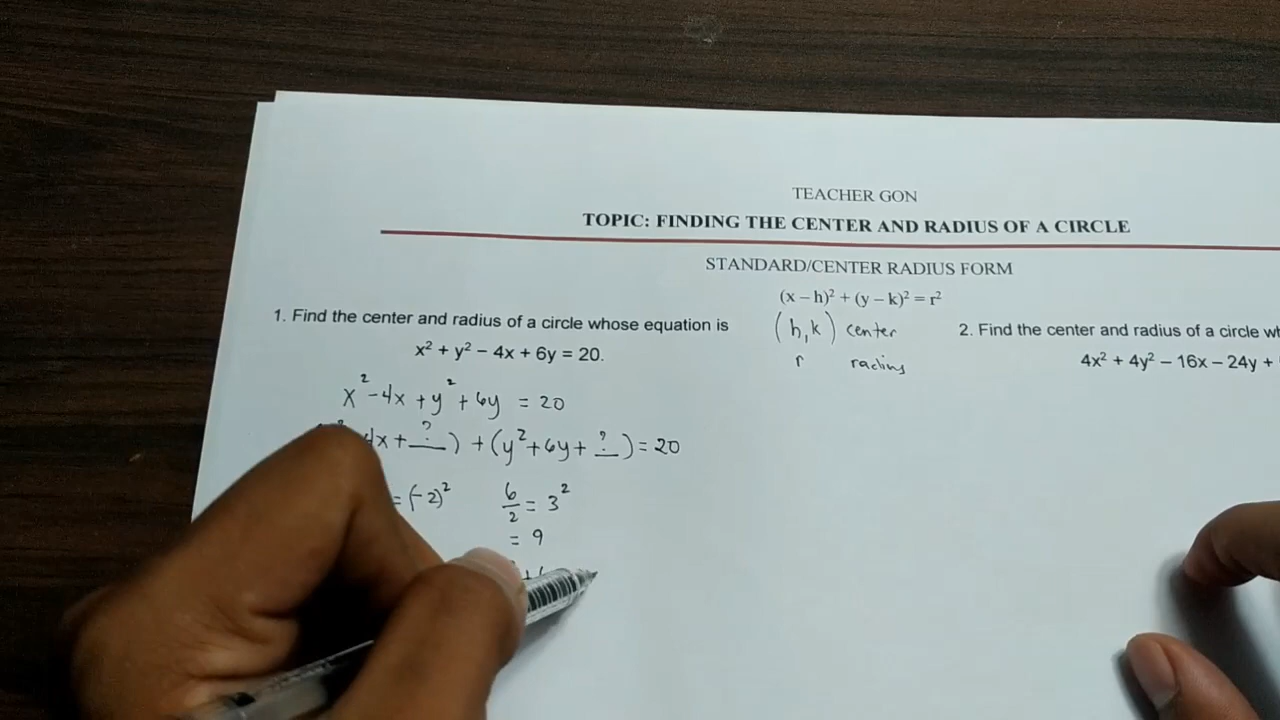 TEACHER GON
TOPIC: FINDING THE CENTER AND RADIUS OF A CIRCLE
STANDARD/CENTER RADIUS FORM
(x – h)² + (y – k)² = r²
(h,k) center
r radius
1. Find the center and radius of a circle whose equation is
x² + y² – 4x + 6y = 20.
x² -4x + y² + 6y = 20
4x + ?) + (y² + 6y + ?) = 20
= (-2)²
6/2 = 3²
= 9
2. Find the center and radius of a circle
4x² + 4y² – 16x – 24y +